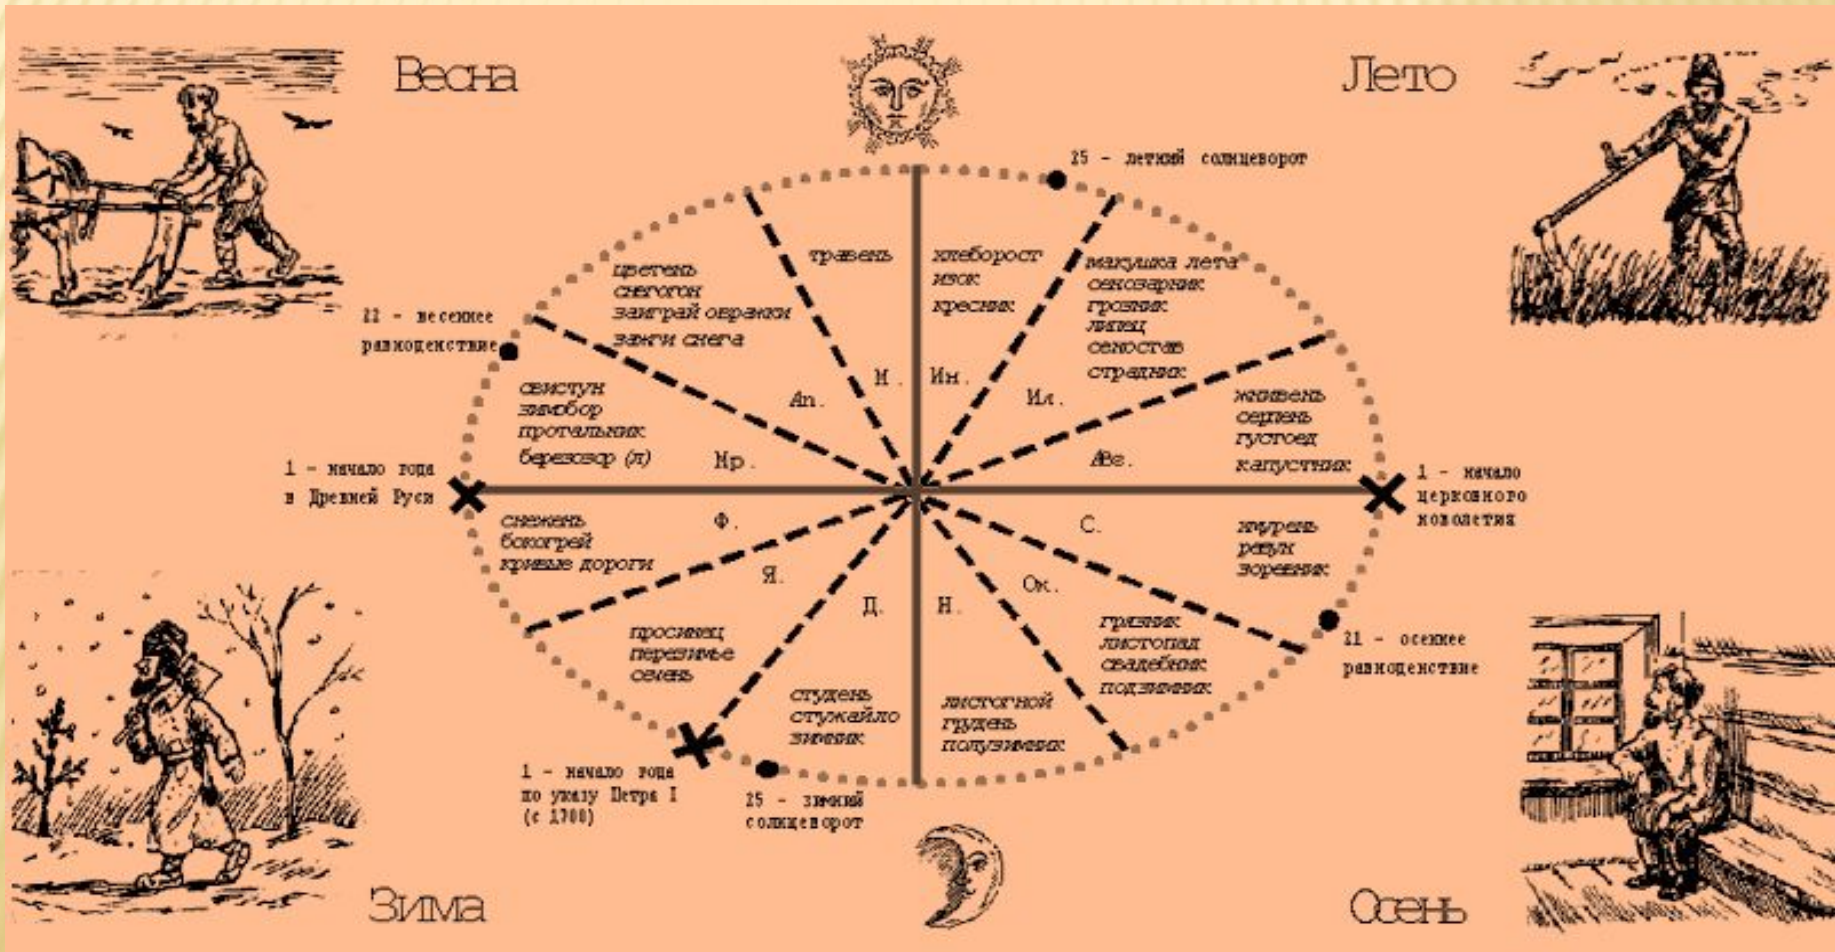 Весна
Лето
25 - летний солнцеворот
травень
хлеборост
изок
кресник
макушка лета
сенозарник
грозник
липец
сеностав
страдник
цветень
снегогон
заиграй овражки
зажги снега
22 - весеннее
равноденствие
М.
Ин.
Ап.
Ил.
свистун
зимобор
протальник
березозор (л)
Мр.
жнивень
серпень
густоед
капустник
Авг.
1 - начало года
в Древней Руси
1 - начало
церковного
новолетия
снежень
бокогрей
кривые дороги
Ф.
С.
хмурень
ревун
зоревник
Я.
Ок.
Д.
Н.
просинец
перезимье
сечень
грязник
листопад
свадебник
подзимник
21 - осеннее
равноденствие
студень
стужайло
зимник
листогной
грудень
полузимник
1 - начало года
по указу Петра I
(с 1700)
25 - зимний
солнцеворот
Зима
Осень